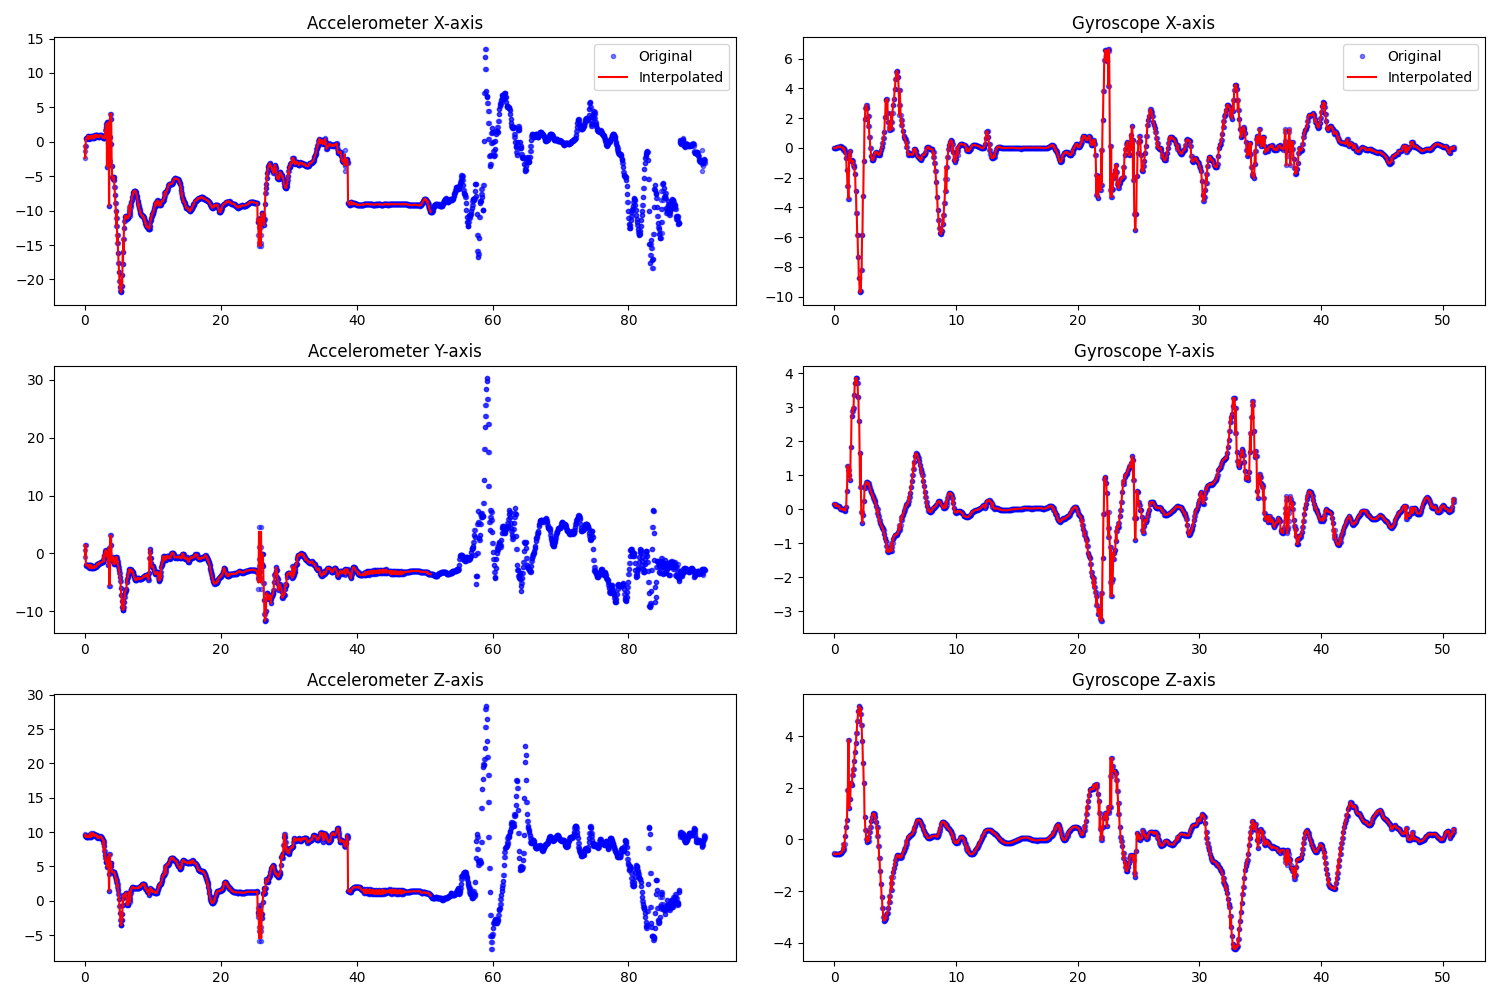 Accelerometer X-axis
15
10
5
0
−5
−10
−15
−20
0 20 40 60 80
Original
Interpolated
Gyroscope X-axis
6
4
2
0
−2
−4
−6
−8
−10
0 10 20 30 40 50
Original
Interpolated
Accelerometer Y-axis
30
20
10
0
−10
0 20 40 60 80
Gyroscope Y-axis
4
3
2
1
0
−1
−2
−3
0 10 20 30 40 50
Accelerometer Z-axis
30
25
20
15
10
5
0
−5
0 20 40 60 80
Gyroscope Z-axis
4
2
0
−2
−4
0 10 20 30 40 50